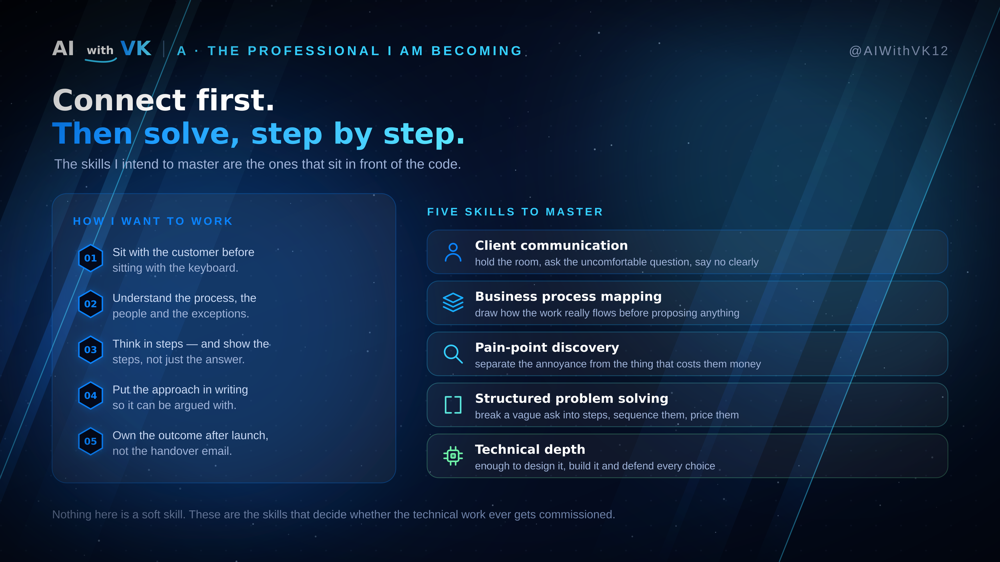 AI with VK
A · THE PROFESSIONAL I AM BECOMING
@AIWithVK12
Connect first.
Then solve, step by step.
The skills I intend to master are the ones that sit in front of the code.
HOW I WANT TO WORK
01
Sit with the customer before
sitting with the keyboard.
02
Understand the process, the
people and the exceptions.
03
Think in steps — and show the
steps, not just the answer.
04
Put the approach in writing
so it can be argued with.
05
Own the outcome after launch,
not the handover email.
FIVE SKILLS TO MASTER
Client communication
hold the room, ask the uncomfortable question, say no clearly
Business process mapping
draw how the work really flows before proposing anything
Pain-point discovery
separate the annoyance from the thing that costs them money
Structured problem solving
break a vague ask into steps, sequence them, price them
Technical depth
enough to design it, build it and defend every choice
Nothing here is a soft skill. These are the skills that decide whether the technical work ever gets commissioned.